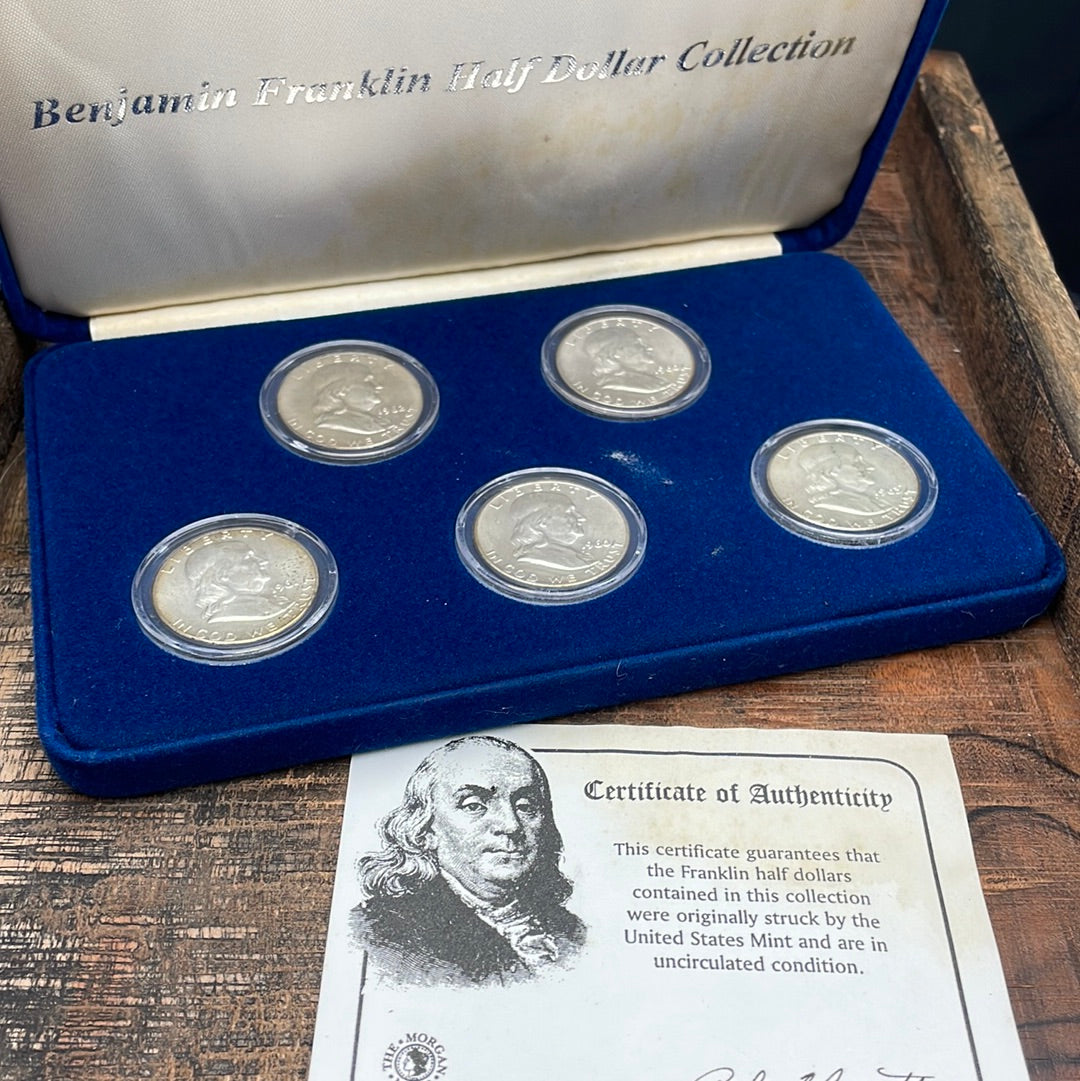 Benjamin Franklin Half Dollar Collection
LIBERTY
IN GOD WE TRUST
LIBERTY
IN GOD WE TRUST
LIBERTY
IN GOD WE TRUST
LIBERTY
IN GOD WE TRUST
LIBERTY
IN GOD WE TRUST
Certificate of Authenticity
This certificate guarantees that
the Franklin half dollars
contained in this collection
were originally struck by the
United States Mint and are in
uncirculated condition.
THE MORGAN